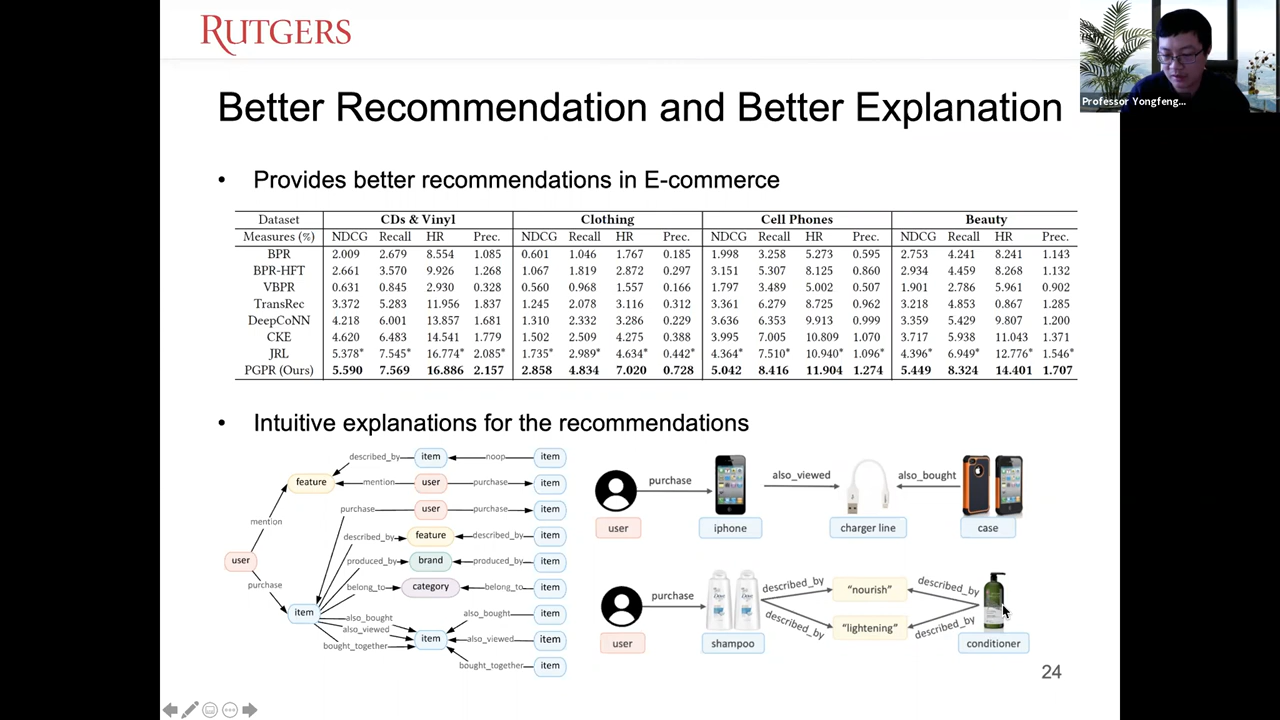 RUTGERS
Professor Yongfeng...
Better Recommendation and Better Explanation
• Provides better recommendations in E-commerce
Dataset CDs & Vinyl Clothing Cell Phones Beauty
Measures (%) NDCG Recall HR Prec. NDCG Recall HR Prec. NDCG Recall HR Prec. NDCG Recall HR Prec.
BPR 2.009 2.679 8.554 1.085 0.601 1.046 1.767 0.185 1.998 3.258 5.273 0.595 2.753 4.241 8.241 1.143
BPR-HFT 2.661 3.570 9.926 1.268 1.067 1.819 2.872 0.297 3.151 5.307 8.125 0.860 2.934 4.459 8.268 1.132
VBPR 0.631 0.845 2.930 0.328 0.560 0.968 1.557 0.166 1.797 3.489 5.002 0.507 1.901 2.786 5.961 0.902
TransRec 3.372 5.283 11.956 1.837 1.245 2.078 3.116 0.312 3.361 6.279 8.725 0.962 3.218 4.853 0.867 1.285
DeepCoNN 4.218 6.001 13.857 1.681 1.310 2.332 3.286 0.229 3.636 6.353 9.913 0.999 3.359 5.429 9.807 1.200
CKE 4.620 6.483 14.541 1.779 1.502 2.509 4.275 0.388 3.995 7.005 10.809 1.070 3.717 5.938 11.043 1.371
JRL 5.378* 7.545* 16.774* 2.085* 1.735* 2.989* 4.634* 0.442* 4.364* 7.510* 10.940* 1.096* 4.396* 6.949* 12.776* 1.546*
PGPR (Ours) 5.590 7.569 16.886 2.157 2.858 4.834 7.020 0.728 5.042 8.416 11.904 1.274 5.449 8.324 14.401 1.707
• Intuitive explanations for the recommendations
described_by item noop item
feature mention user purchase item
purchase user purchase item
mention
described_by feature described_by item
user produced_by brand produced_by item
purchase
belong_to category belong_to item
item
also_bought also_bought item
also_viewed item also_viewed item
bought_together bought_together item
purchase also_viewed also_bought
user iphone charger line case
purchase described_by "nourish" described_by
described_by "lightening" described_by
user shampoo conditioner
24